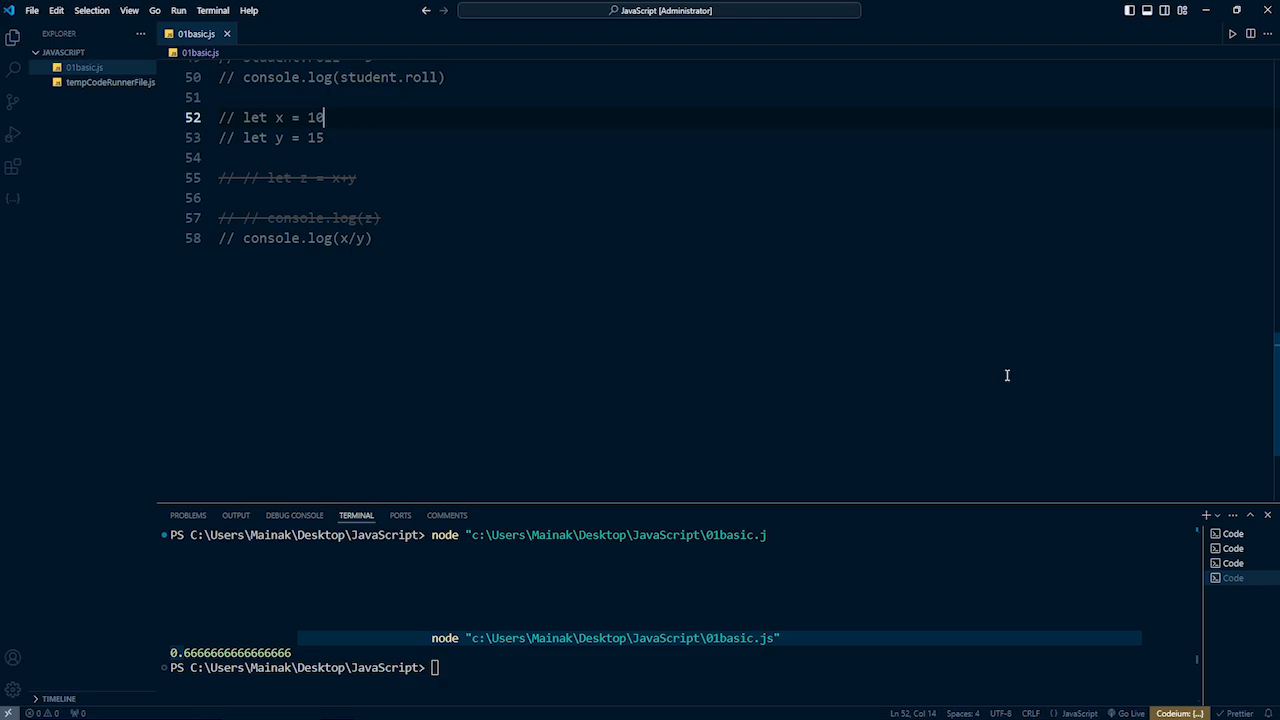 File Edit Selection View Go Run Terminal Help
JavaScript [Administrator]
EXPLORER
01basic.js
JAVASCRIPT
01basic.js
01basic.js
tempCodeRunnerFile.js
50 // console.log(student.roll)
51
52 // let x = 10
53 // let y = 15
54
55 // // let z = x+y
56
57 // // console.log(z)
58 // console.log(x/y)
PROBLEMS OUTPUT DEBUG CONSOLE TERMINAL PORTS COMMENTS
PS C:\Users\Mainak\Desktop\JavaScript> node "c:\Users\Mainak\Desktop\JavaScript\01basic.j
node "c:\Users\Mainak\Desktop\JavaScript\01basic.js"
0.6666666666666666
PS C:\Users\Mainak\Desktop\JavaScript>
Code
Code
Code
Code
TIMELINE
0 0 0 Ln 52, Col 14 Spaces: 4 UTF-8 CRLF {} JavaScript Go Live Codeium: {...} Prettier